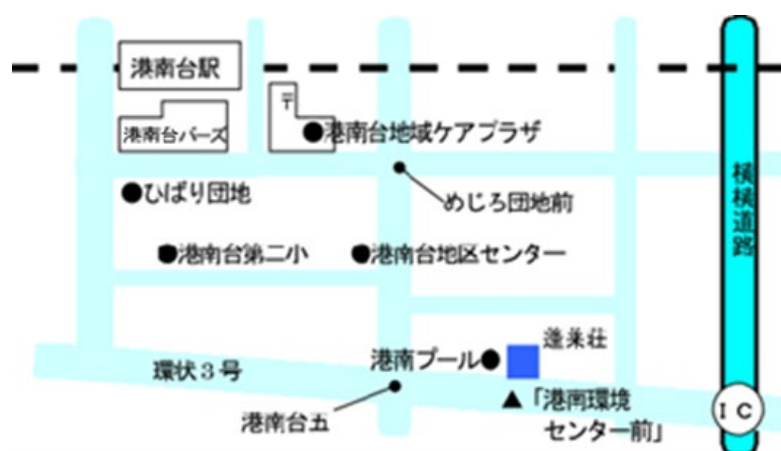 港南台駅
〒
港南台バーズ
港南台地域ケアプラザ
ひばり団地
めじろ団地前
横横道路
港南台第二小
港南台地区センター
蓬莱荘
港南プール
環状3号
「港南環境
センター前」
港南台五
IC